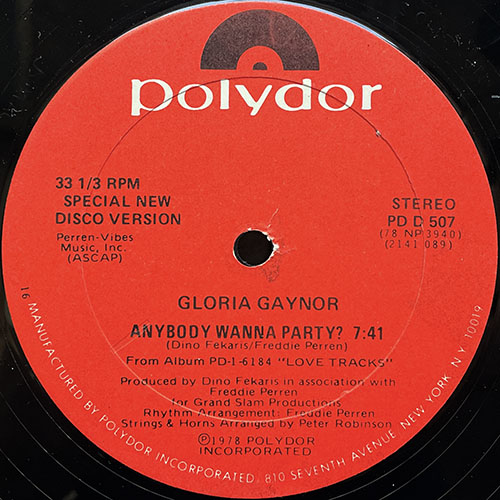 polydor
33 1/3 RPM
SPECIAL NEW
DISCO VERSION
Perren-Vibes
Music, Inc.
(ASCAP)
STEREO
PD D 507
(78 NP 3940)
(2141 089)
GLORIA GAYNOR
ANYBODY WANNA PARTY? 7:41
(Dino Fekaris/Freddie Perren)
From Album PD-1-6184 "LOVE TRACKS"
Produced by Dino Fekaris in association with
Freddie Perren
for Grand Slam Productions
Rhythm Arrangement: Freddie Perren
Strings & Horns Arranged by Peter Robinson
Ⓟ©1978 POLYDOR
INCORPORATED
16 MANUFACTURED BY POLYDOR INCORPORATED, 810 SEVENTH AVENUE, NEW YORK, N.Y. 10019